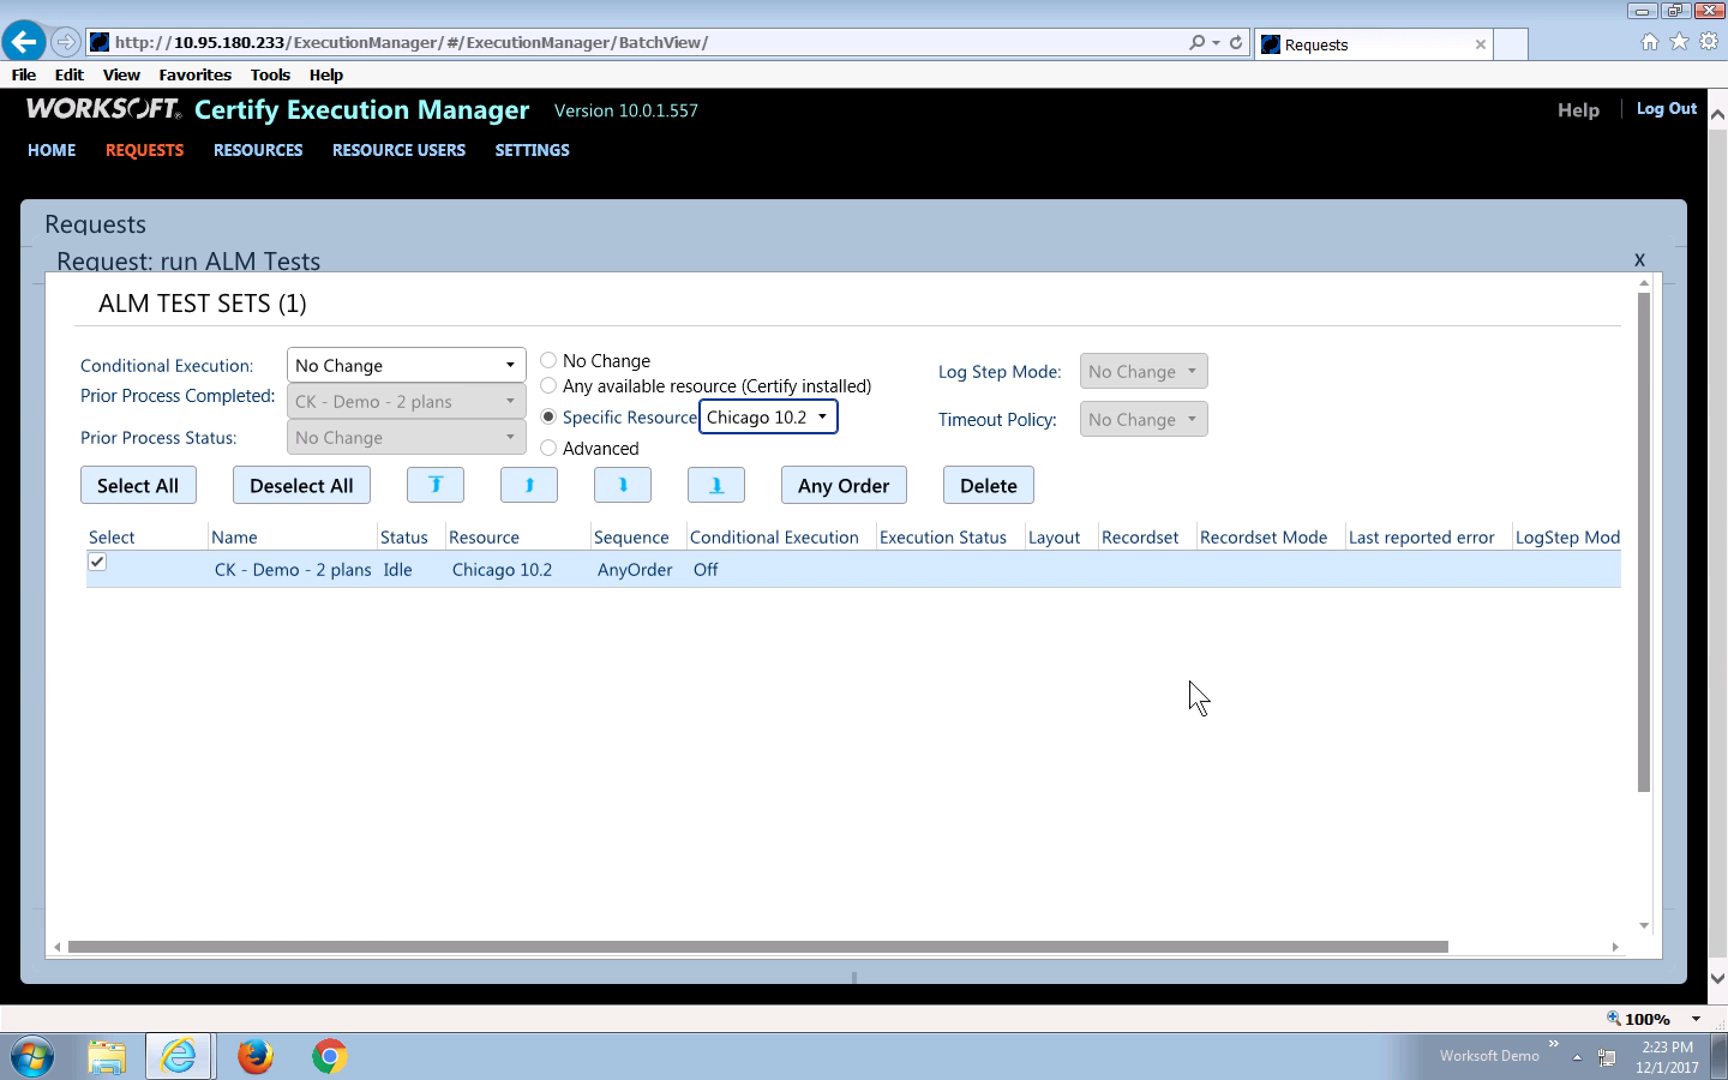 http://10.95.180.233/ExecutionManager/#/ExecutionManager/BatchView/
Requests
File Edit View Favorites Tools Help
WORKSOFT® Certify Execution Manager Version 10.0.1.557
Help Log Out
HOME REQUESTS RESOURCES RESOURCE USERS SETTINGS
Requests
Request: run ALM Tests X
ALM TEST SETS (1)
Conditional Execution: No Change
Prior Process Completed: CK - Demo - 2 plans
Prior Process Status: No Change
No Change
Any available resource (Certify installed)
Specific Resource Chicago 10.2
Advanced
Log Step Mode: No Change
Timeout Policy: No Change
Select All Deselect All Any Order Delete
Select Name Status Resource Sequence Conditional Execution Execution Status Layout Recordset Recordset Mode Last reported error LogStep Mod
CK - Demo - 2 plans Idle Chicago 10.2 AnyOrder Off
100%
Worksoft Demo
2:23 PM
12/1/2017